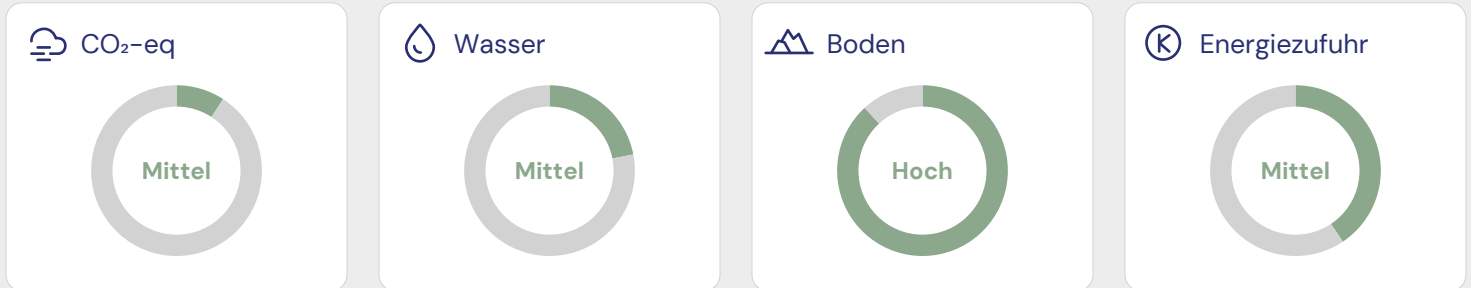 CO₂-eq
Mittel
Wasser
Mittel
Boden
Hoch
K Energiezufuhr
Mittel